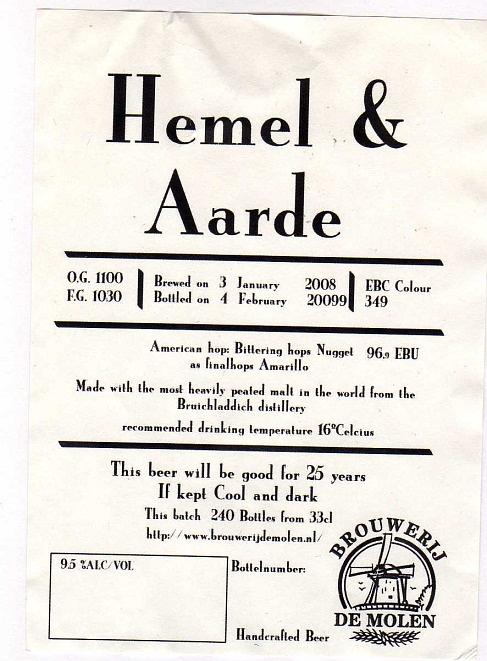 Hemel &
Aarde
O.G. 1100
F.G. 1030
Brewed on 3 January 2008
Bottled on 4 February 20099
EBC Colour
349
American hop: Bittering hops Nugget 96,9 EBU
as finalhops Amarillo
Made with the most heavily peated malt in the world from the
Bruichladdich distillery
recommended drinking temperature 16°Celcius
This beer will be good for 25 years
If kept Cool and dark
This batch 240 Bottles from 33cl
http://www.brouwerijdemolen.nl/
9.5 %ALC/VOL
Bottelnumber:
Handcrafted Beer
BROUWERIJ
DE MOLEN